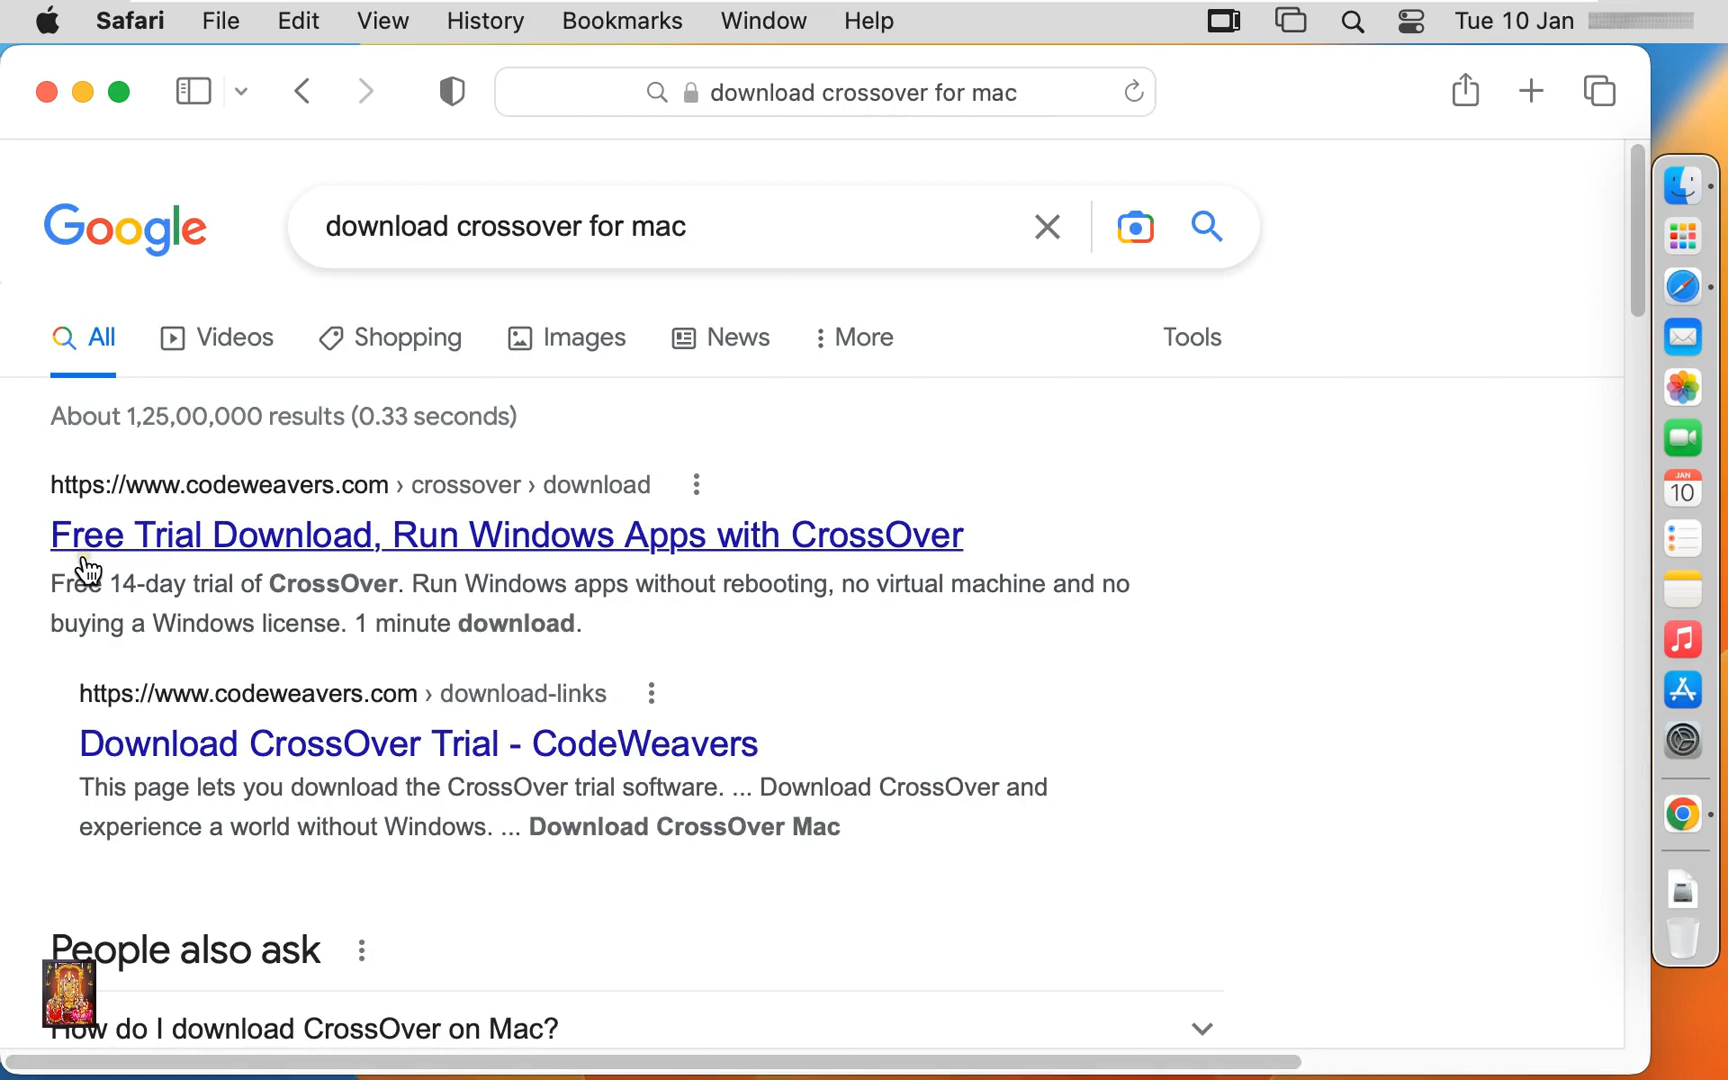 Safari File Edit View History Bookmarks Window Help Tue 10 Jan
download crossover for mac
Google download crossover for mac
All Videos Shopping Images News More Tools
About 1,25,00,000 results (0.33 seconds)
https://www.codeweavers.com › crossover › download
Free Trial Download, Run Windows Apps with CrossOver
Free 14-day trial of CrossOver. Run Windows apps without rebooting, no virtual machine and no
buying a Windows license. 1 minute download.
https://www.codeweavers.com › download-links
Download CrossOver Trial - CodeWeavers
This page lets you download the CrossOver trial software. ... Download CrossOver and
experience a world without Windows. ... Download CrossOver Mac
People also ask
How do I download CrossOver on Mac?
JAN
10